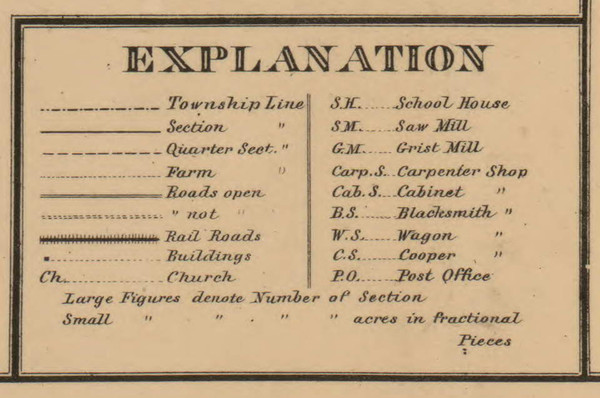 EXPLANATION
Township Line
Section "
Quarter Sect. "
Farm "
Roads open
" not "
Rail Roads
Buildings
Ch. Church
S.H. School House
S.M. Saw Mill
G.M. Grist Mill
Carp. S. Carpenter Shop
Cab. S. Cabinet "
B.S. Blacksmith "
W.S. Wagon "
C.S. Cooper "
P.O. Post Office
Large Figures denote Number of Section
Small " " " " acres in fractional
Pieces